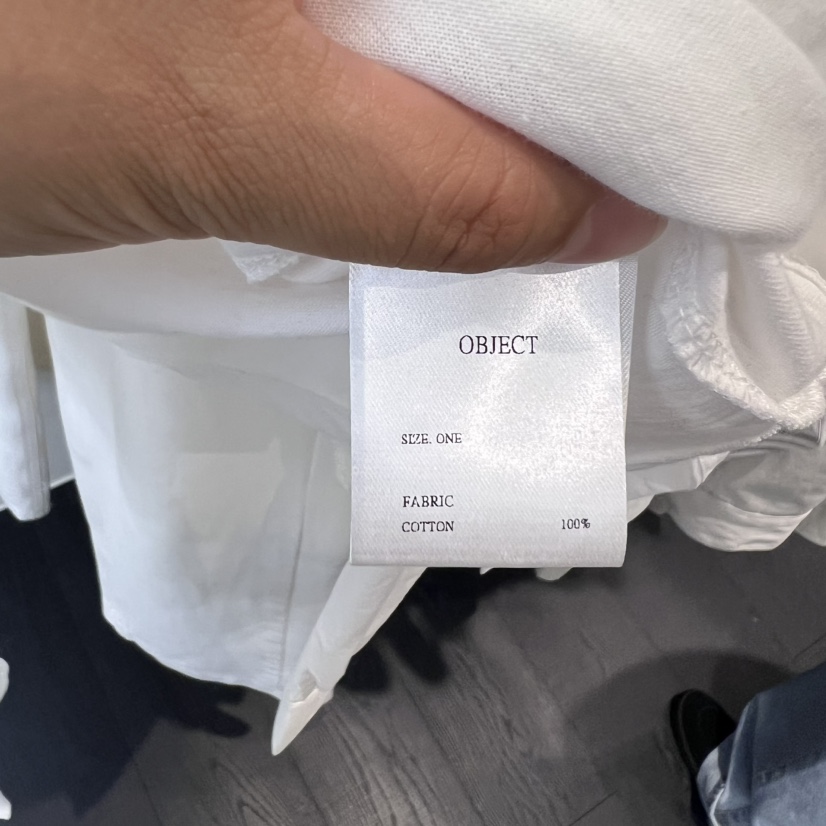 OBJECT
SIZE. ONE
FABRIC
COTTON 100%